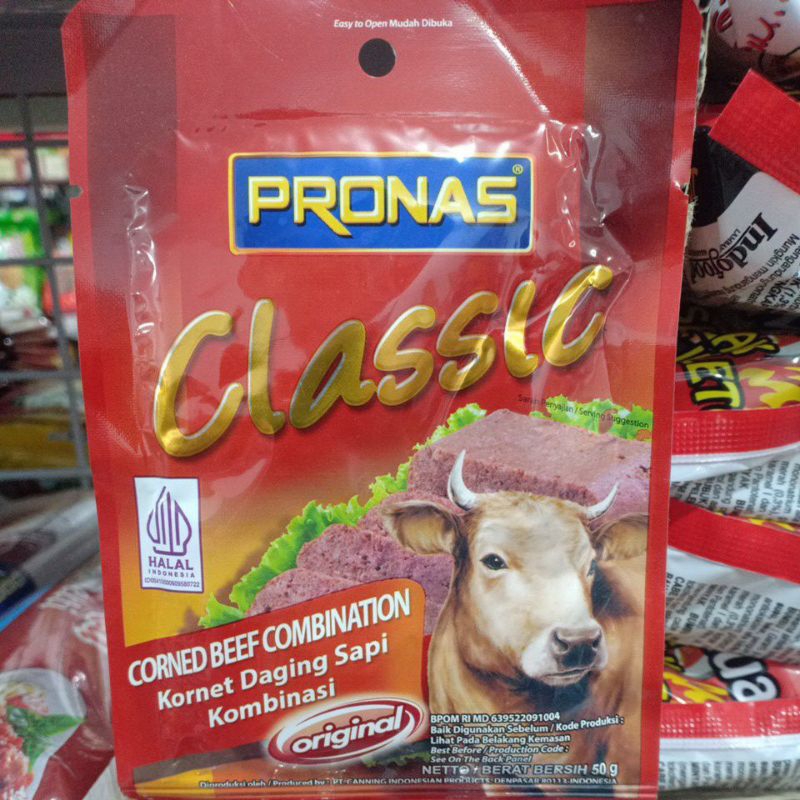 Easy to Open Mudah Dibuka
PRONAS®
Classic
Saran Penyajian / Serving Suggestion
HALAL
INDONESIA
CORNED BEEF COMBINATION
Kornet Daging Sapi
Kombinasi
original
BPOM RI MD 639522091004
Baik Digunakan Sebelum / Kode Produksi :
Lihat Pada Belakang Kemasan
Best Before / Production Code :
See On The Back Panel
NETTO / BERAT BERSIH 50 g
Diproduksi oleh / Produced by : PT. CANNING INDONESIAN PRODUCTS, DENPASAR 80113-INDONESIA
Indofood